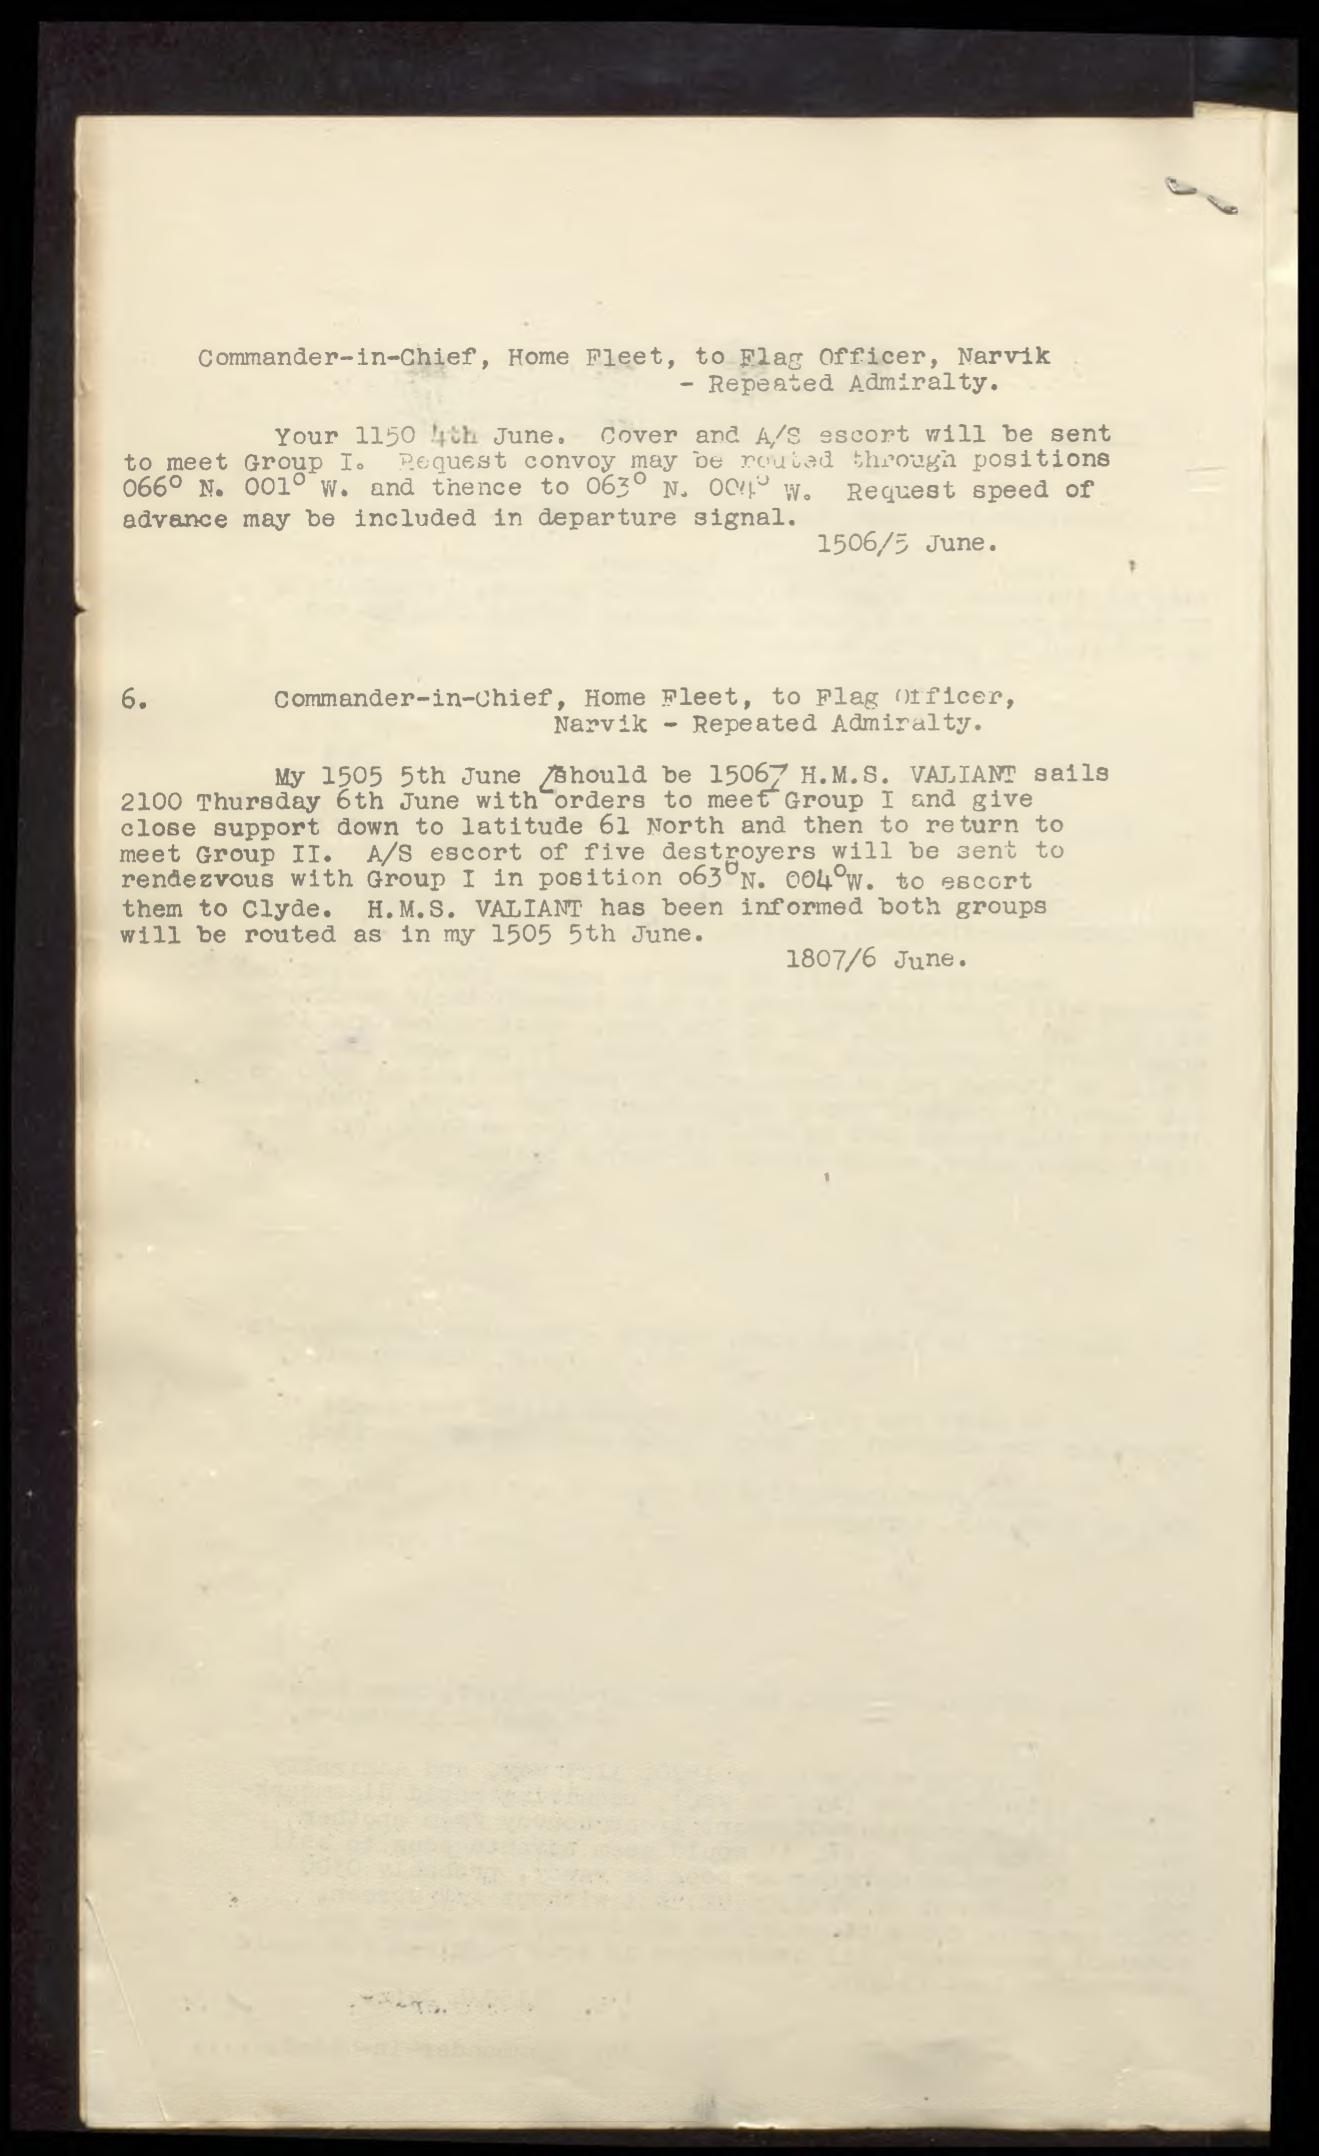 Commander-in-Chief, Home Fleet, to Flag Officer, Narvik
- Repeated Admiralty.
Your 1150 4th June. Cover and A/S escort will be sent
to meet Group I. Request convoy may be routed through positions
066° N. 001° W. and thence to 063° N. 004° W. Request speed of
advance may be included in departure signal.
1506/5 June.
6. Commander-in-Chief, Home Fleet, to Flag Officer,
Narvik - Repeated Admiralty.
My 1505 5th June [should be 1506] H.M.S. VALIANT sails
2100 Thursday 6th June with orders to meet Group I and give
close support down to latitude 61 North and then to return to
meet Group II. A/S escort of five destroyers will be sent to
rendezvous with Group I in position o63°N. 004°W. to escort
them to Clyde. H.M.S. VALIANT has been informed both groups
will be routed as in my 1505 5th June.
1807/6 June.